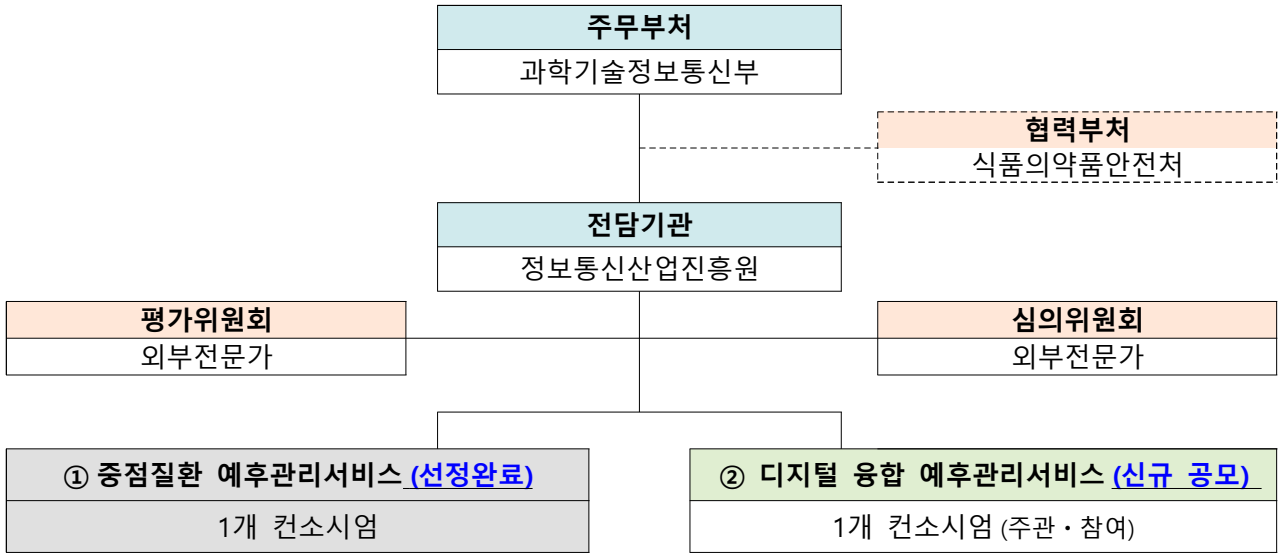 주무부처
과학기술정보통신부
협력부처
식품의약품안전처
전담기관
정보통신산업진흥원
평가위원회
외부전문가
심의위원회
외부전문가
① 중점질환 예후관리서비스 (선정완료)
1개 컨소시엄
② 디지털 융합 예후관리서비스 (신규 공모)
1개 컨소시엄 (주관・참여)